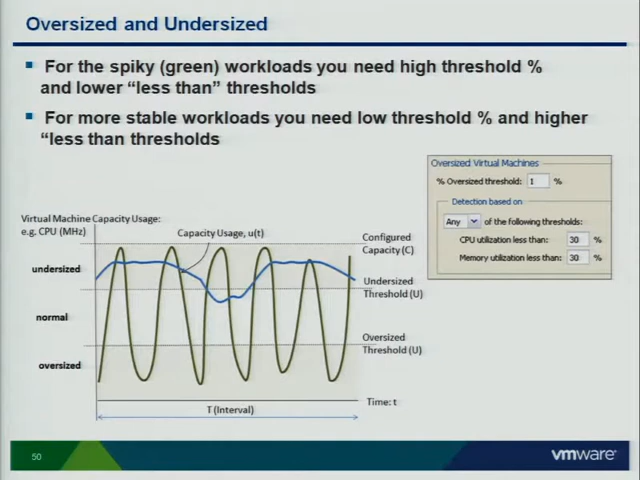 Oversized and Undersized
For the spiky (green) workloads you need high threshold %
and lower “less than” thresholds
For more stable workloads you need low threshold % and higher
“less than thresholds
Oversized Virtual Machines
% Oversized threshold: 1 %
Detection based on
Any of the following thresholds:
CPU utilization less than: 30 %
Memory utilization less than: 30 %
Virtual Machine Capacity Usage:
e.g. CPU (MHz)
Capacity Usage, u(t)
Configured
Capacity (C)
undersized
Undersized
Threshold (U)
normal
Oversized
Threshold (U)
oversized
Time: t
T (Interval)
50
vmware